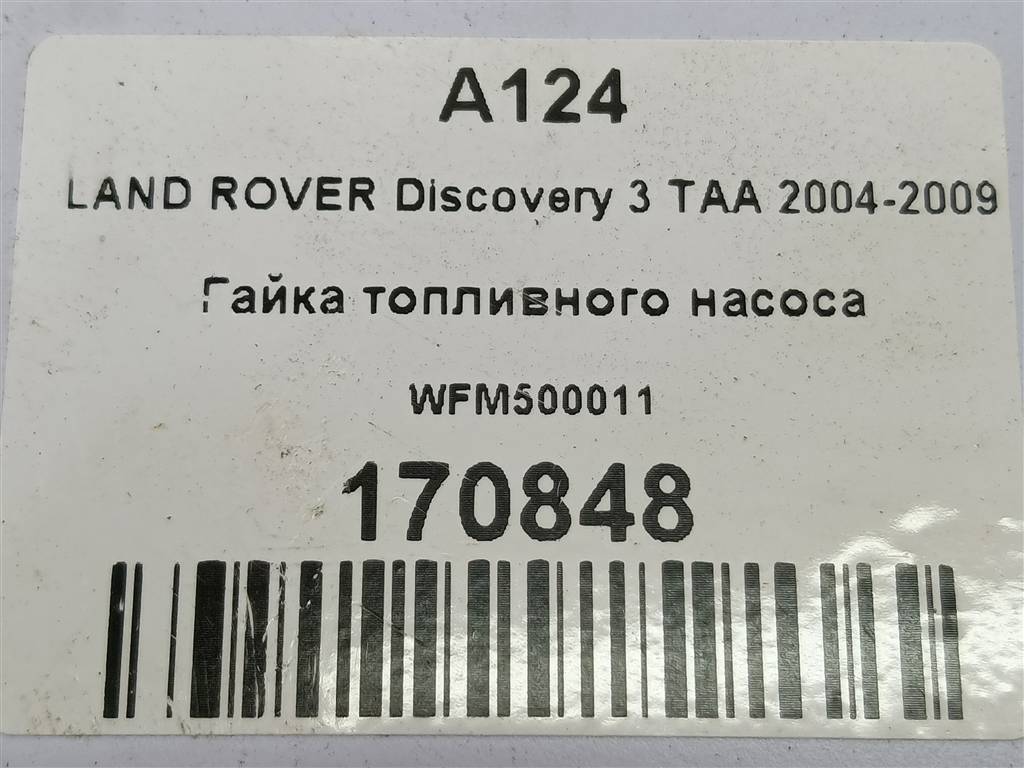 A124
LAND ROVER Discovery 3 TAA 2004-2009
Гайка топливного насоса
WFM500011
170848